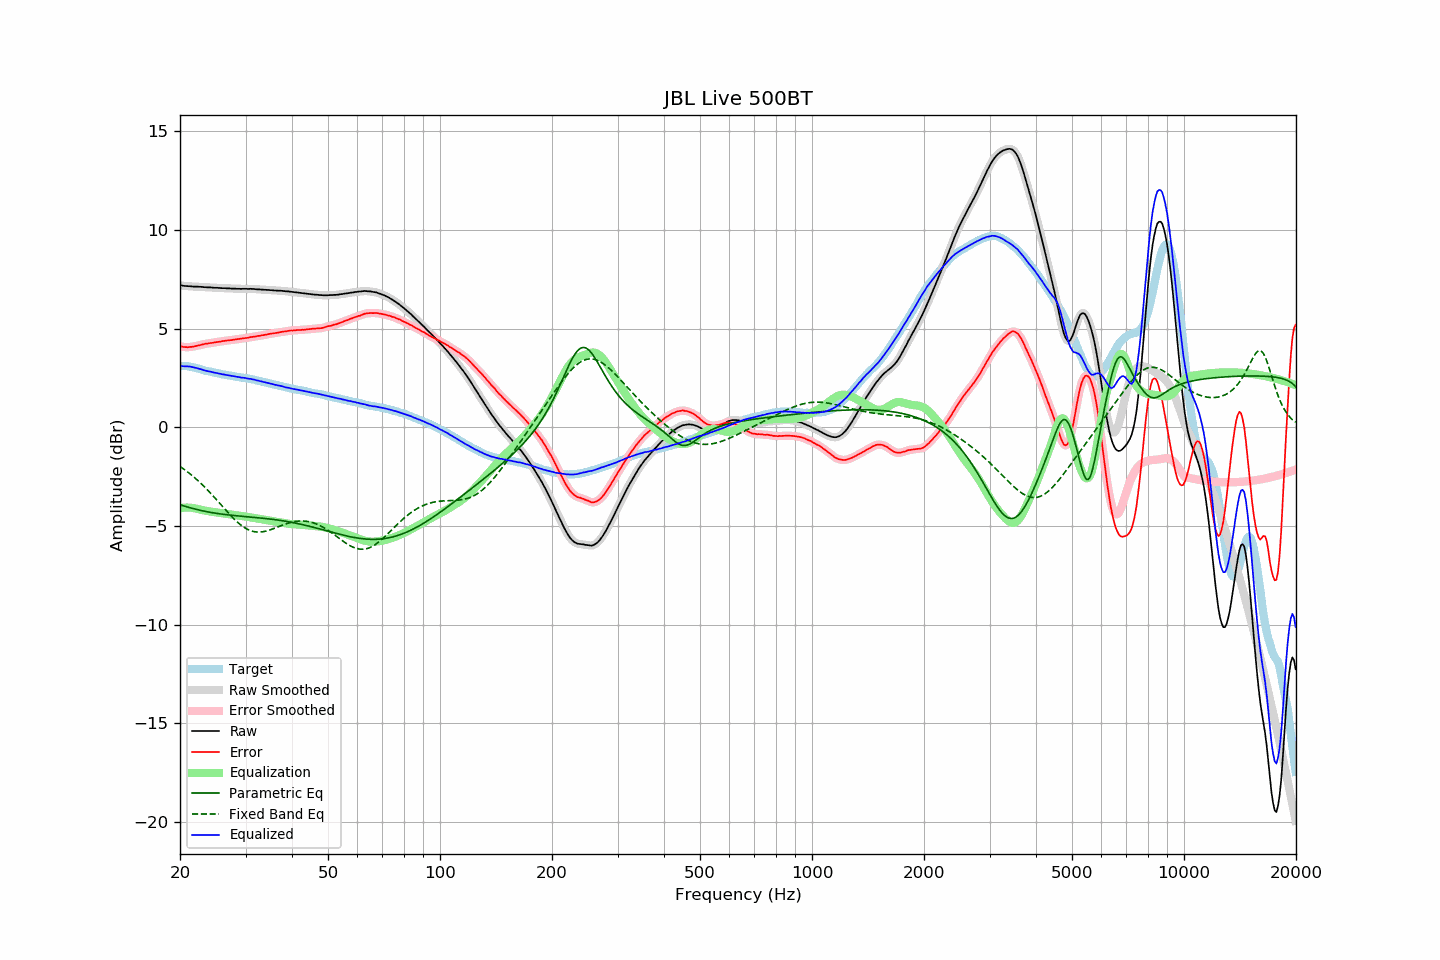 JBL Live 500BT
15
10
5
0
−5
−10
−15
−20
Amplitude (dBr)
Target
Raw Smoothed
Error Smoothed
Raw
Error
Equalization
Parametric Eq
Fixed Band Eq
Equalized
20 50 100 200 500 1000 2000 5000 10000 20000
Frequency (Hz)